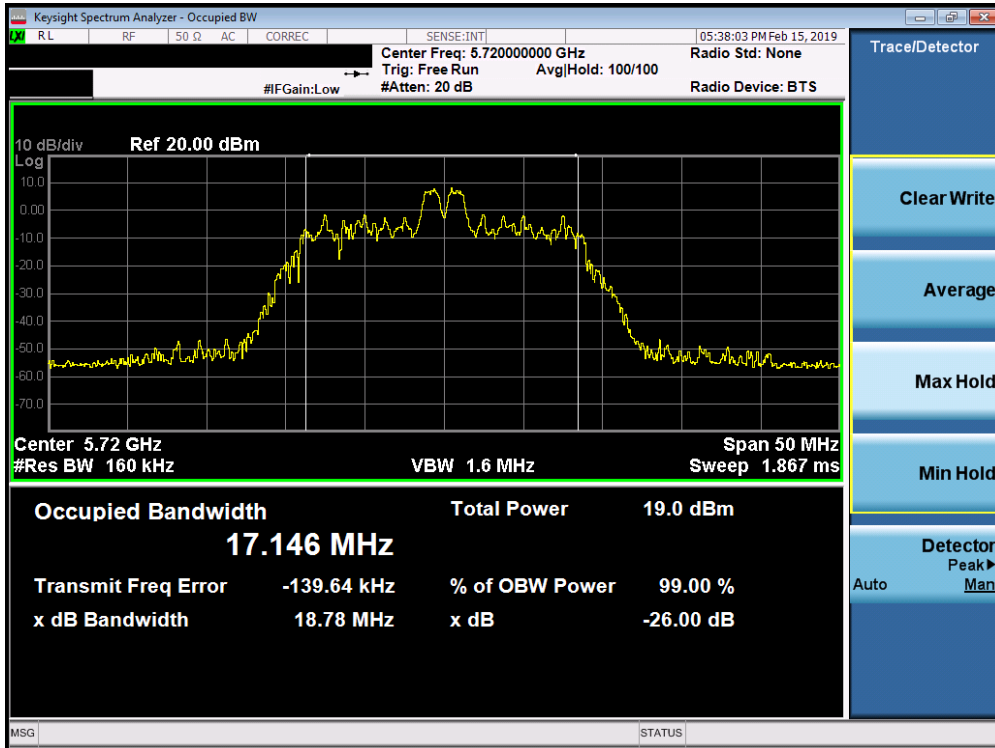 Keysight Spectrum Analyzer - Occupied BW
LXI RL RF 50 Ω AC CORREC SENSE:INT 05:38:03 PM Feb 15, 2019
Center Freq: 5.720000000 GHz Radio Std: None
Trig: Free Run Avg|Hold: 100/100
#IFGain:Low #Atten: 20 dB Radio Device: BTS
10 dB/div Ref 20.00 dBm
Log
10.0
0.00
-10.0
-20.0
-30.0
-40.0
-50.0
-60.0
-70.0
Center 5.72 GHz Span 50 MHz
#Res BW 160 kHz VBW 1.6 MHz Sweep 1.867 ms
Occupied Bandwidth Total Power 19.0 dBm
17.146 MHz
Transmit Freq Error -139.64 kHz % of OBW Power 99.00 %
x dB Bandwidth 18.78 MHz x dB -26.00 dB
MSG STATUS
Trace/Detector
Clear Write
Average
Max Hold
Min Hold
Detector
Peak▶
Auto Man